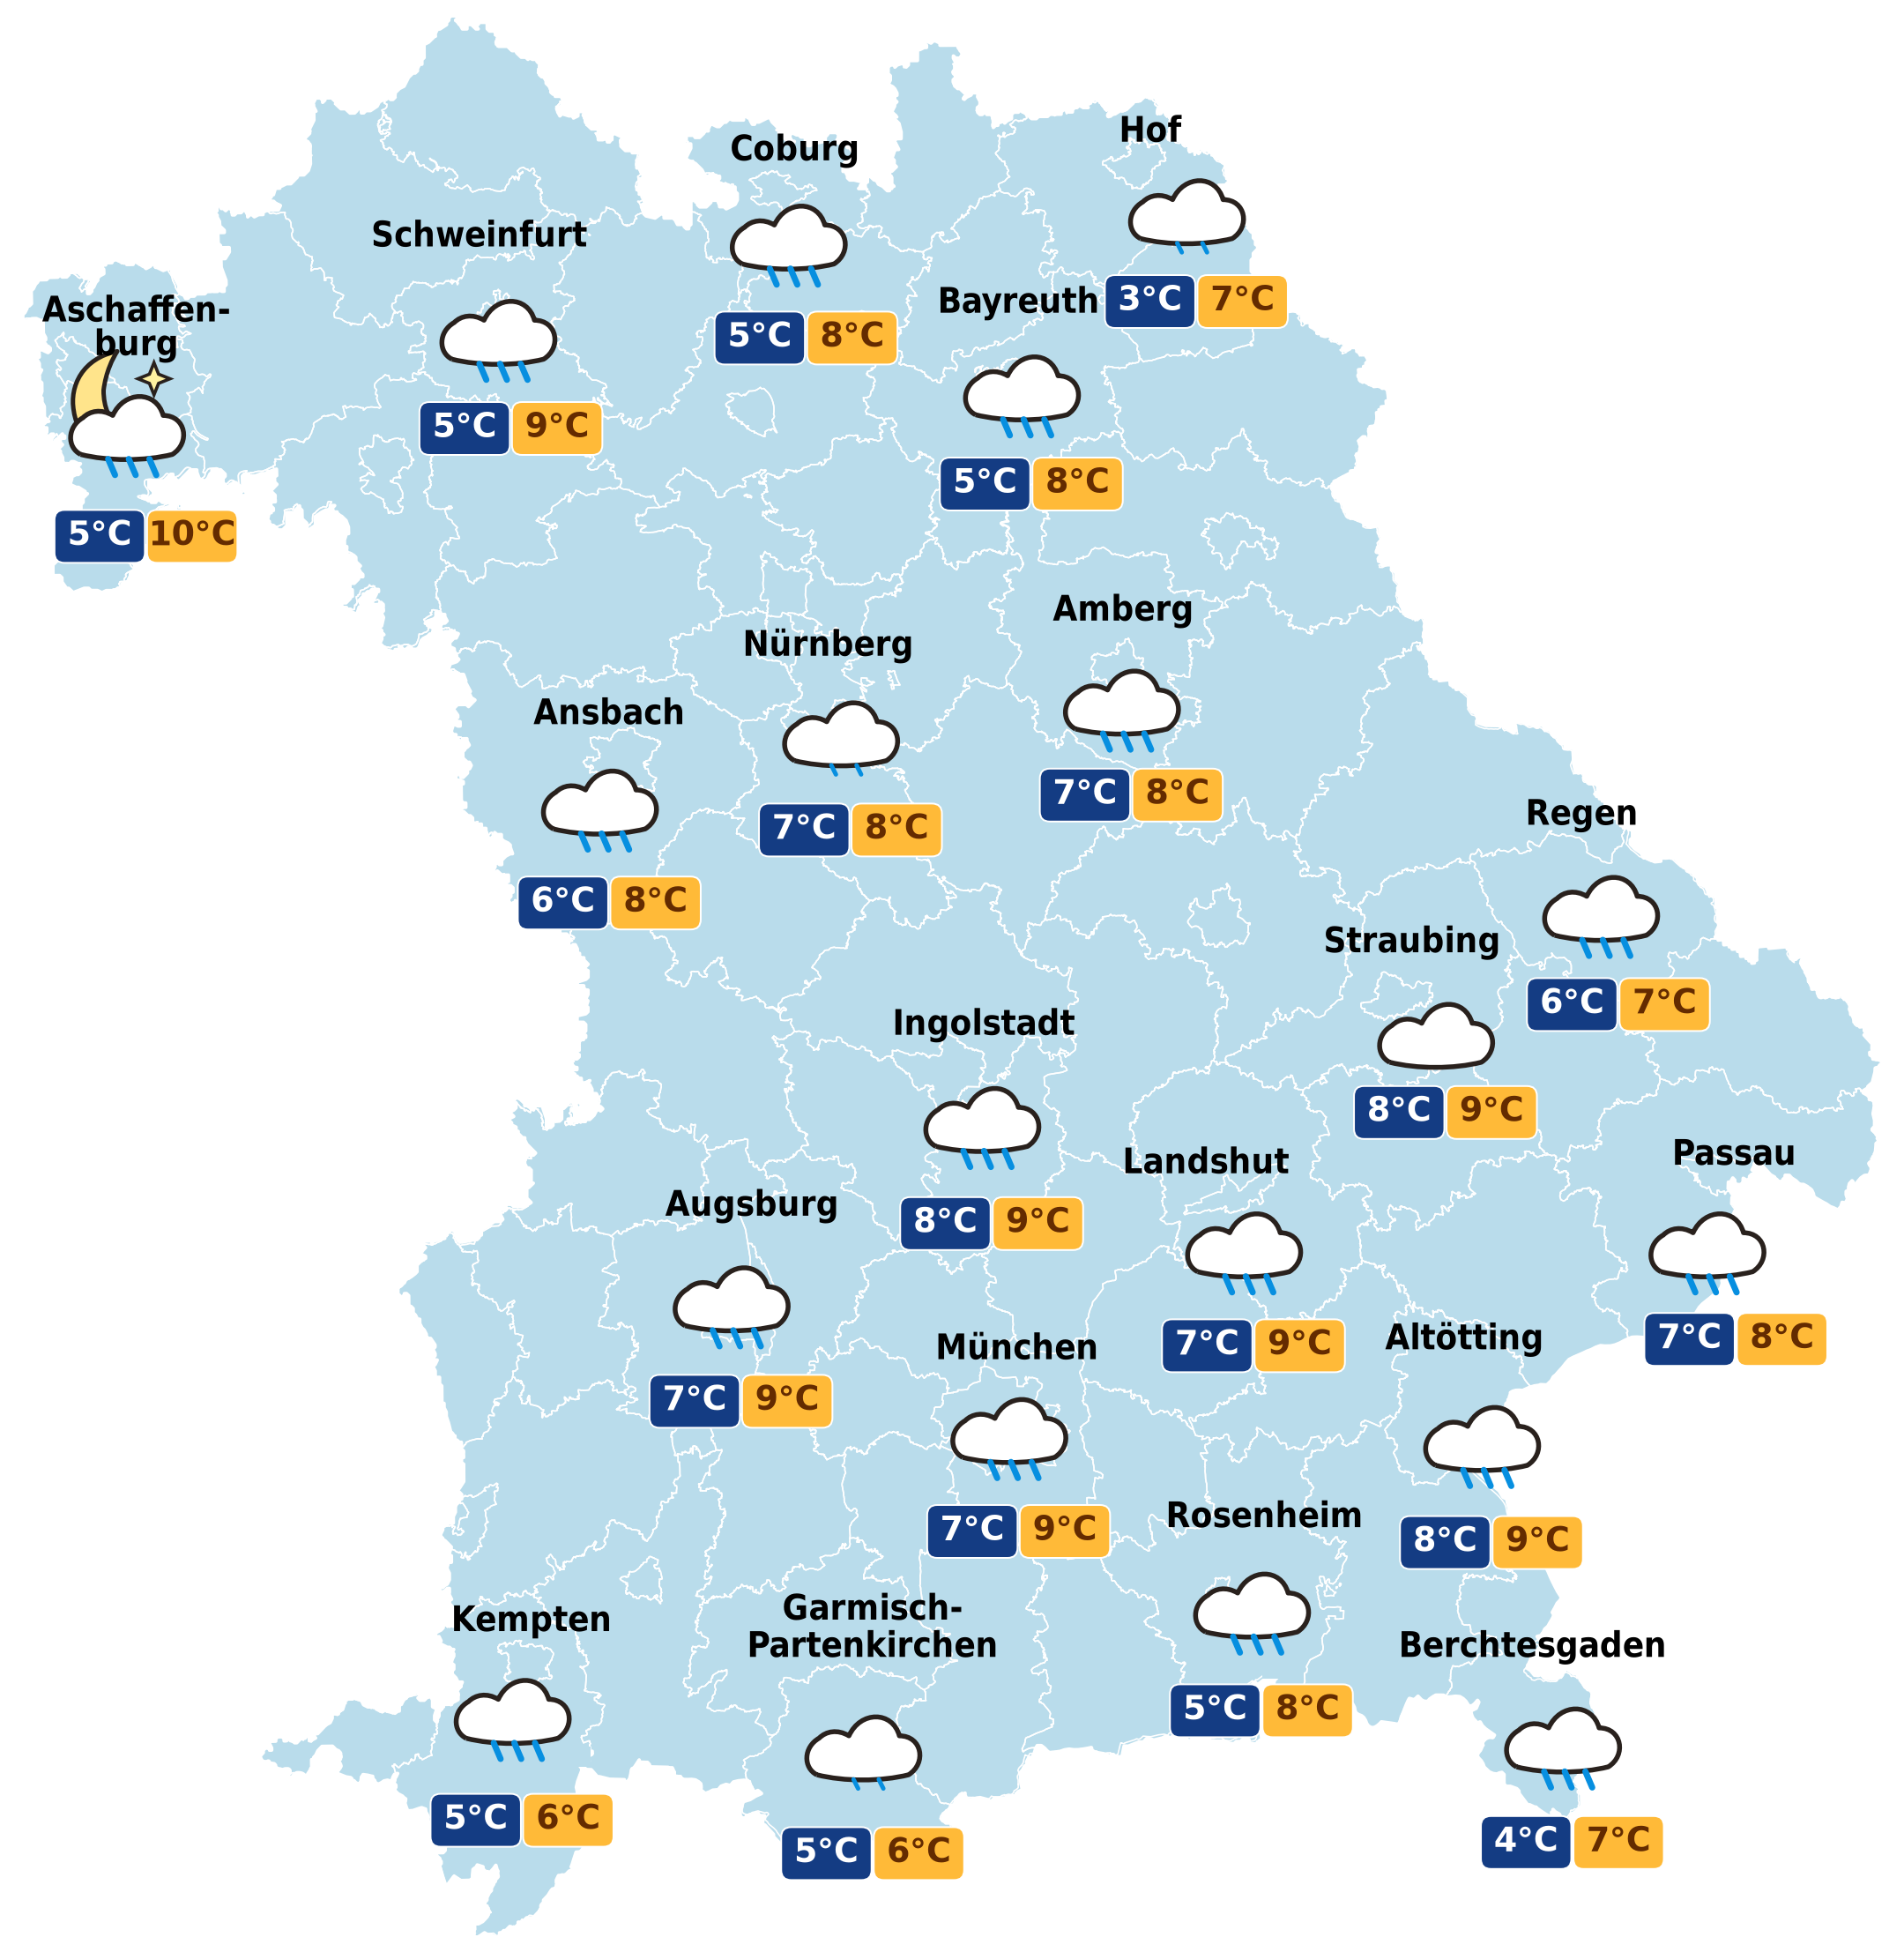 Hof
3°C 7°C
Coburg
5°C 8°C
Schweinfurt
5°C 9°C
Bayreuth
5°C 8°C
Aschaffen-
burg
5°C 10°C
Amberg
7°C 8°C
Nürnberg
7°C 8°C
Ansbach
6°C 8°C
Regen
6°C 7°C
Straubing
8°C 9°C
Ingolstadt
8°C 9°C
Passau
7°C 8°C
Landshut
7°C 9°C
Augsburg
7°C 9°C
Altötting
8°C 9°C
München
7°C 9°C
Rosenheim
5°C 8°C
Garmisch-
Partenkirchen
5°C 6°C
Kempten
5°C 6°C
Berchtesgaden
4°C 7°C